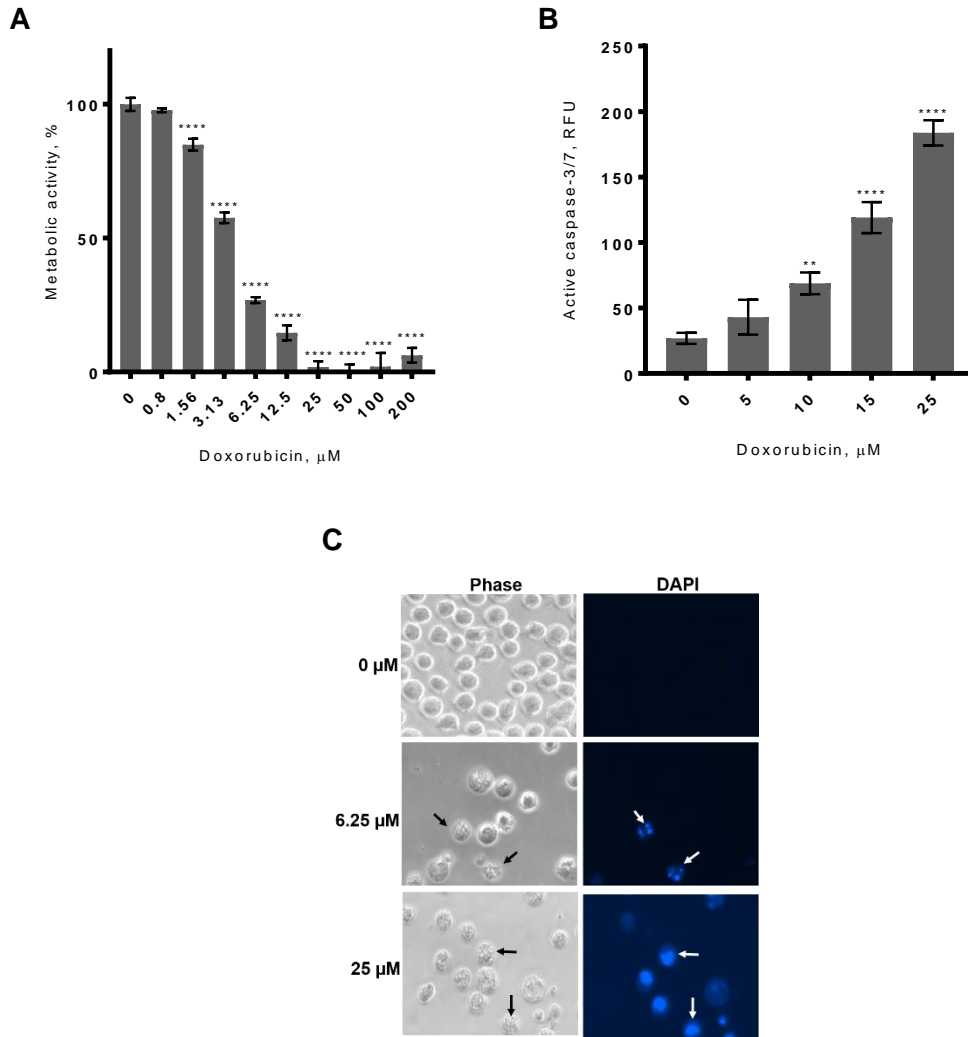 A
Metabolic activity, %
100
50
0
****
****
****
****
****
****
****
****
0 0.8 1.56 3.13 6.25 12.5 25 50 100 200
Doxorubicin, μM
B
Active caspase-3/7, RFU
250
200
150
100
50
0
**
****
****
0 5 10 15 25
Doxorubicin, μM
C
Phase DAPI
0 μM
6.25 μM
25 μM